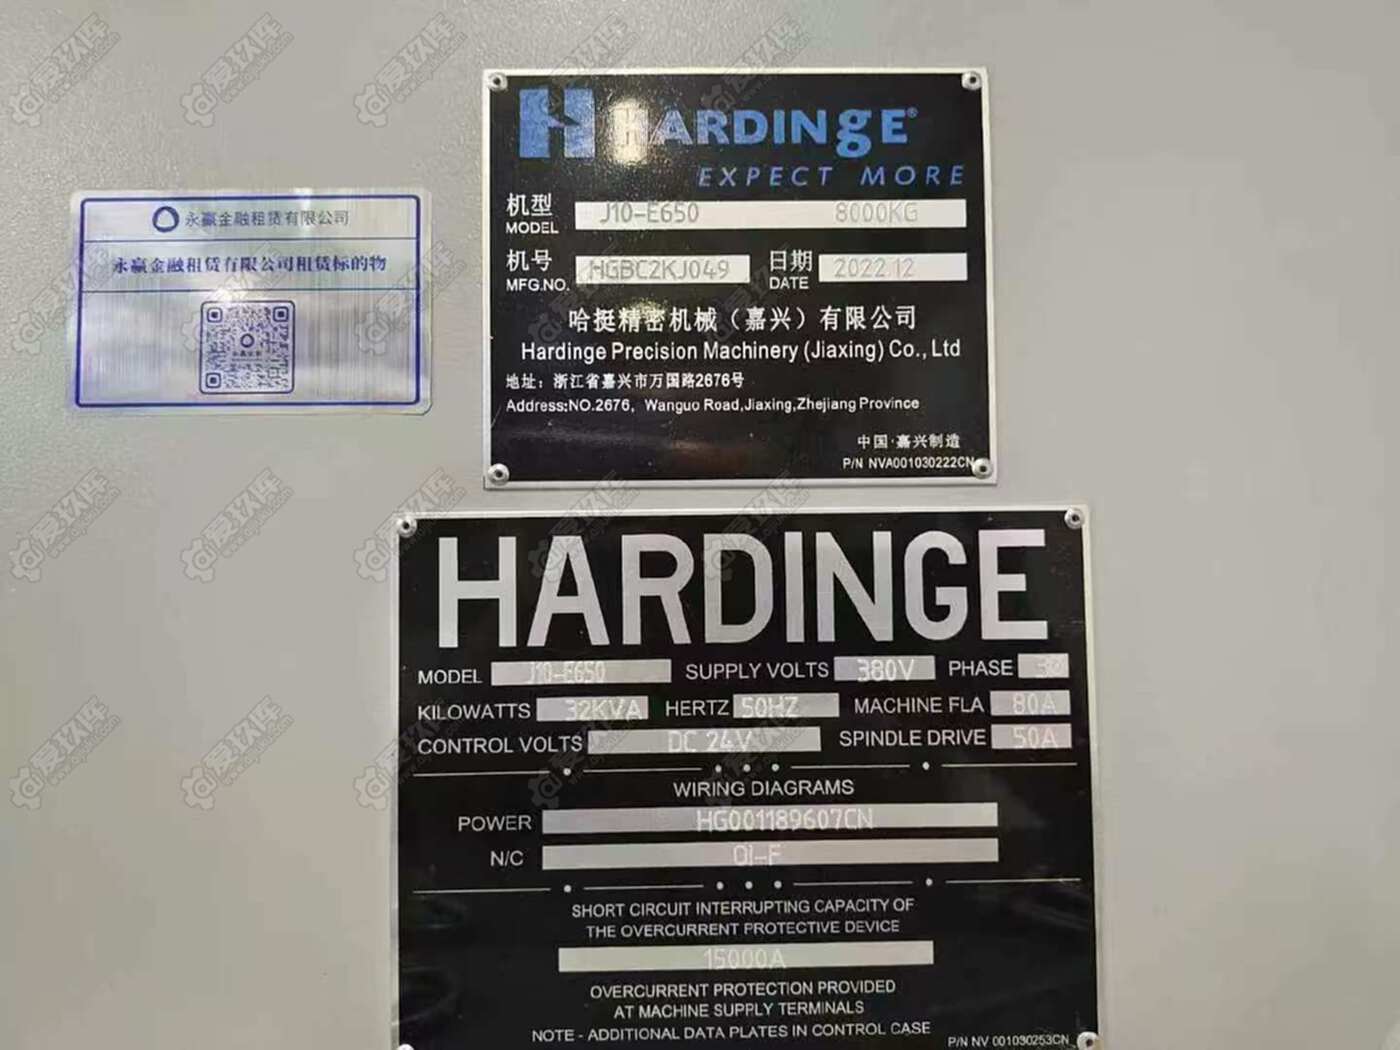 永赢金融租赁有限公司
永赢金融租赁有限公司租赁标的物
HARDINGE®
EXPECT MORE
机型 MODEL J10-E650 8000KG
机号 MFG.NO. HGBC2KJ049 日期 DATE 2022.12
哈挺精密机械（嘉兴）有限公司
Hardinge Precision Machinery (Jiaxing) Co., Ltd
地址：浙江省嘉兴市万国路2676号
Address:NO.2676, Wanguo Road,Jiaxing,Zhejiang Province
中国·嘉兴制造
P/N NVA001030222CN
HARDINGE
MODEL J10-E650 SUPPLY VOLTS 380V PHASE
KILOWATTS 32KVA HERTZ 50HZ MACHINE FLA 80A
CONTROL VOLTS DC 24V SPINDLE DRIVE 50A
WIRING DIAGRAMS
POWER HG001189607CN
N/C OI-F
SHORT CIRCUIT INTERRUPTING CAPACITY OF
THE OVERCURRENT PROTECTIVE DEVICE
15000A
OVERCURRENT PROTECTION PROVIDED
AT MACHINE SUPPLY TERMINALS
NOTE - ADDITIONAL DATA PLATES IN CONTROL CASE
P/N NV 001030253CN